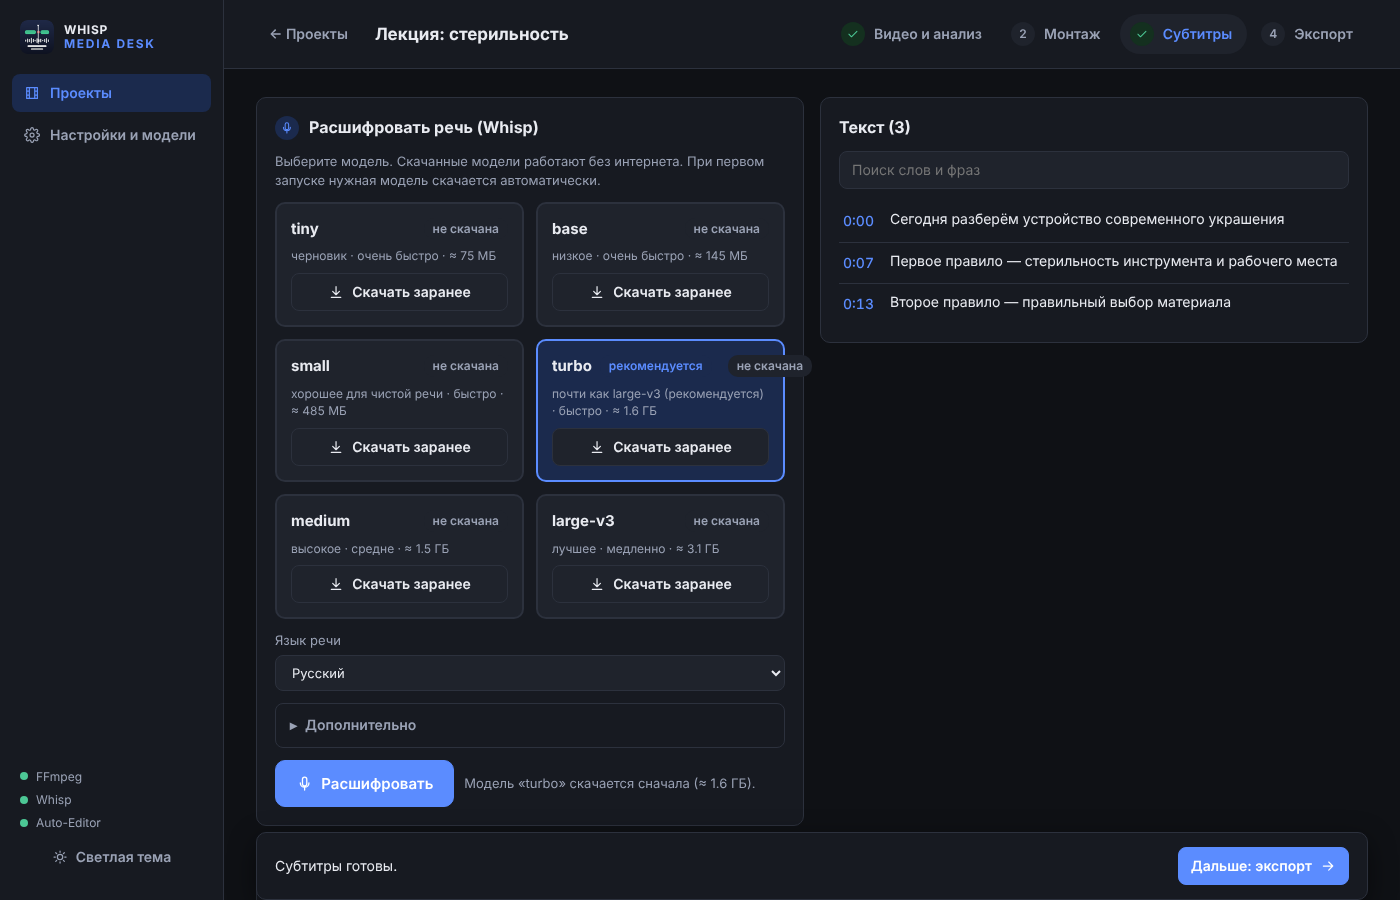 WHISP
MEDIA DESK
Проекты
Настройки и модели
FFmpeg
Whisp
Auto-Editor
Светлая тема
← Проекты
Лекция: стерильность
Видео и анализ
2 Монтаж
Субтитры
4 Экспорт
Расшифровать речь (Whisp)
Выберите модель. Скачанные модели работают без интернета. При первом
запуске нужная модель скачается автоматически.
tiny не скачана
черновик · очень быстро · ≈ 75 МБ
Скачать заранее
base не скачана
низкое · очень быстро · ≈ 145 МБ
Скачать заранее
small не скачана
хорошее для чистой речи · быстро ·
≈ 485 МБ
Скачать заранее
turbo рекомендуется не скачана
почти как large-v3 (рекомендуется)
· быстро · ≈ 1.6 ГБ
Скачать заранее
medium не скачана
высокое · средне · ≈ 1.5 ГБ
Скачать заранее
large-v3 не скачана
лучшее · медленно · ≈ 3.1 ГБ
Скачать заранее
Язык речи
Русский
▸ Дополнительно
Расшифровать
Модель «turbo» скачается сначала (≈ 1.6 ГБ).
Текст (3)
Поиск слов и фраз
0:00 Сегодня разберём устройство современного украшения
0:07 Первое правило — стерильность инструмента и рабочего места
0:13 Второе правило — правильный выбор материала
Субтитры готовы.
Дальше: экспорт →